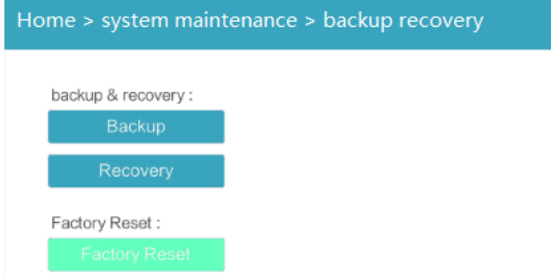 Home > system maintenance > backup recovery
backup & recovery :
Backup
Recovery
Factory Reset :
Factory Reset